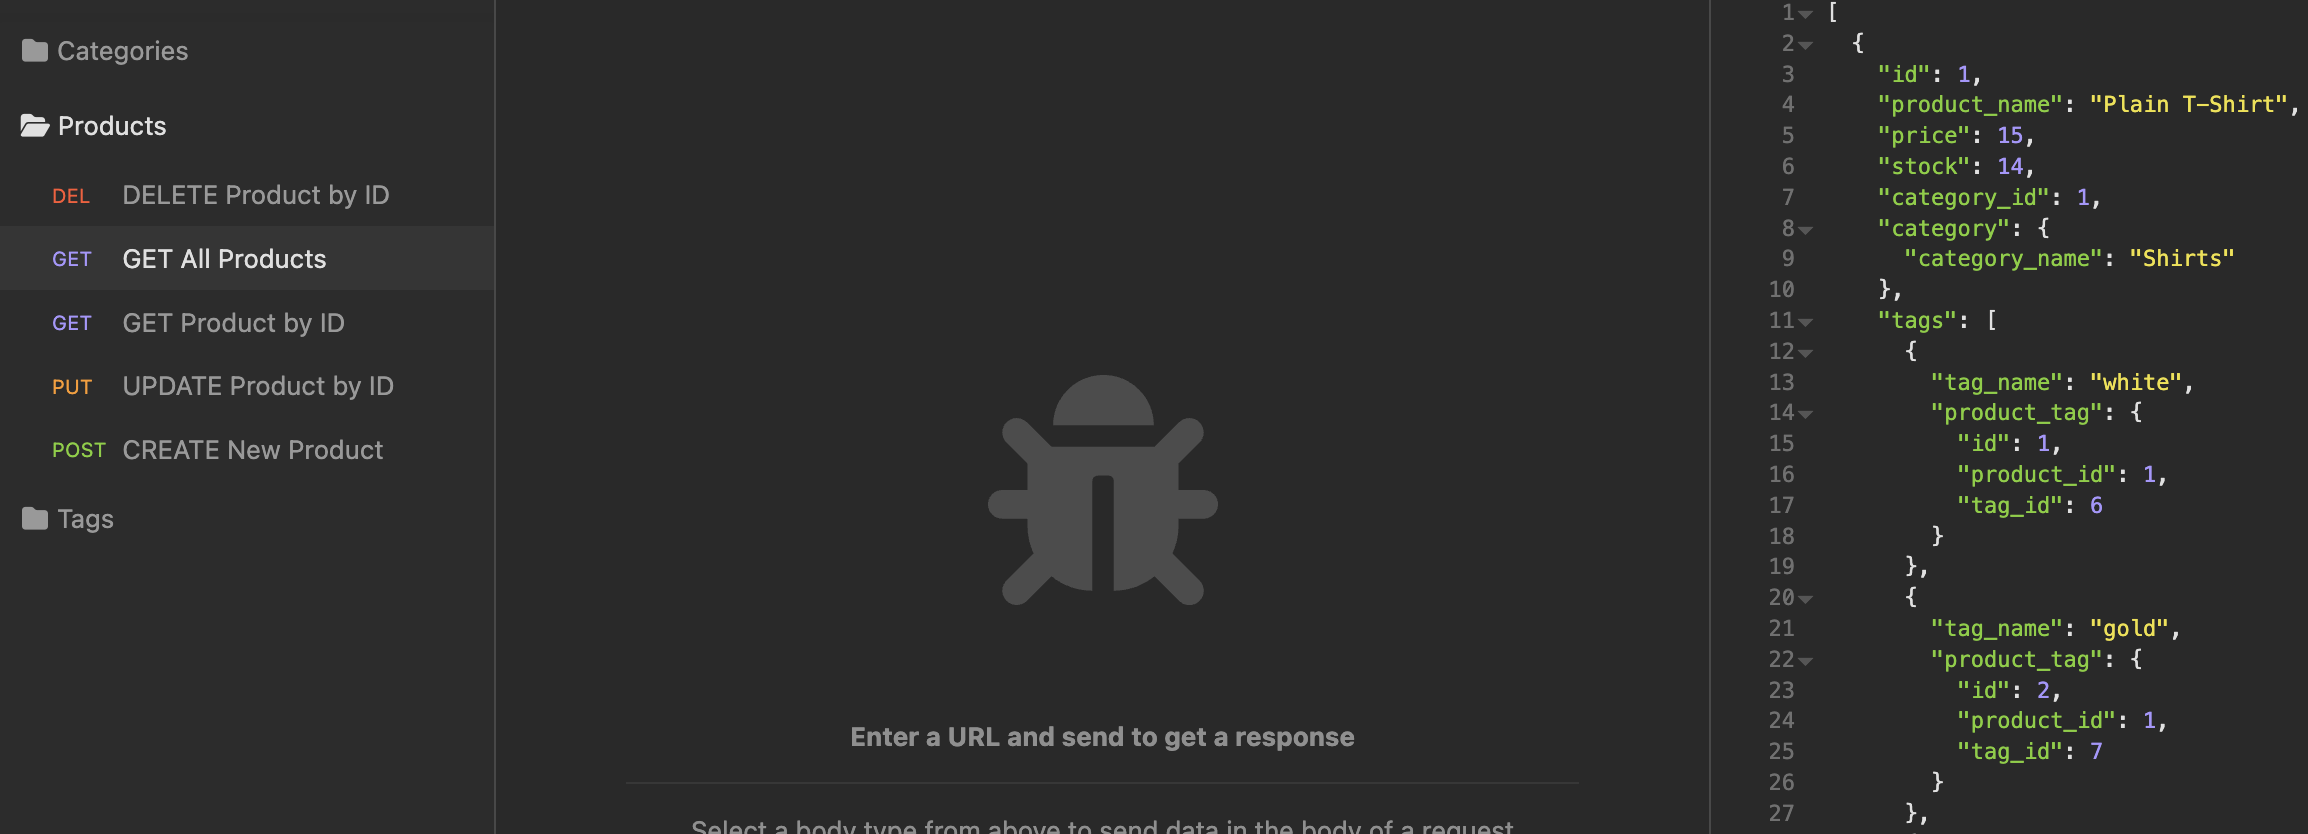 Categories
Products
DEL DELETE Product by ID
GET GET All Products
GET GET Product by ID
PUT UPDATE Product by ID
POST CREATE New Product
Tags
Enter a URL and send to get a response
Select a body type from above to send data in the body of a request
1 [
2 {
3 "id": 1,
4 "product_name": "Plain T-Shirt",
5 "price": 15,
6 "stock": 14,
7 "category_id": 1,
8 "category": {
9 "category_name": "Shirts"
10 },
11 "tags": [
12 {
13 "tag_name": "white",
14 "product_tag": {
15 "id": 1,
16 "product_id": 1,
17 "tag_id": 6
18 }
19 },
20 {
21 "tag_name": "gold",
22 "product_tag": {
23 "id": 2,
24 "product_id": 1,
25 "tag_id": 7
26 }
27 },